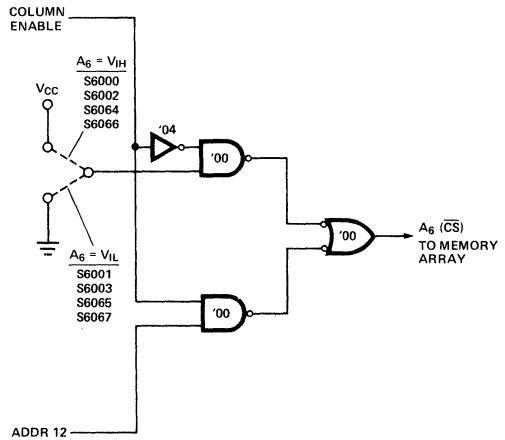 COLUMN
ENABLE
A6 = VIH
S6000
S6002
S6064
S6066
VCC
'04
'00
'00
A6 (CS)
TO MEMORY
ARRAY
A6 = VIL
S6001
S6003
S6065
S6067
'00
ADDR 12